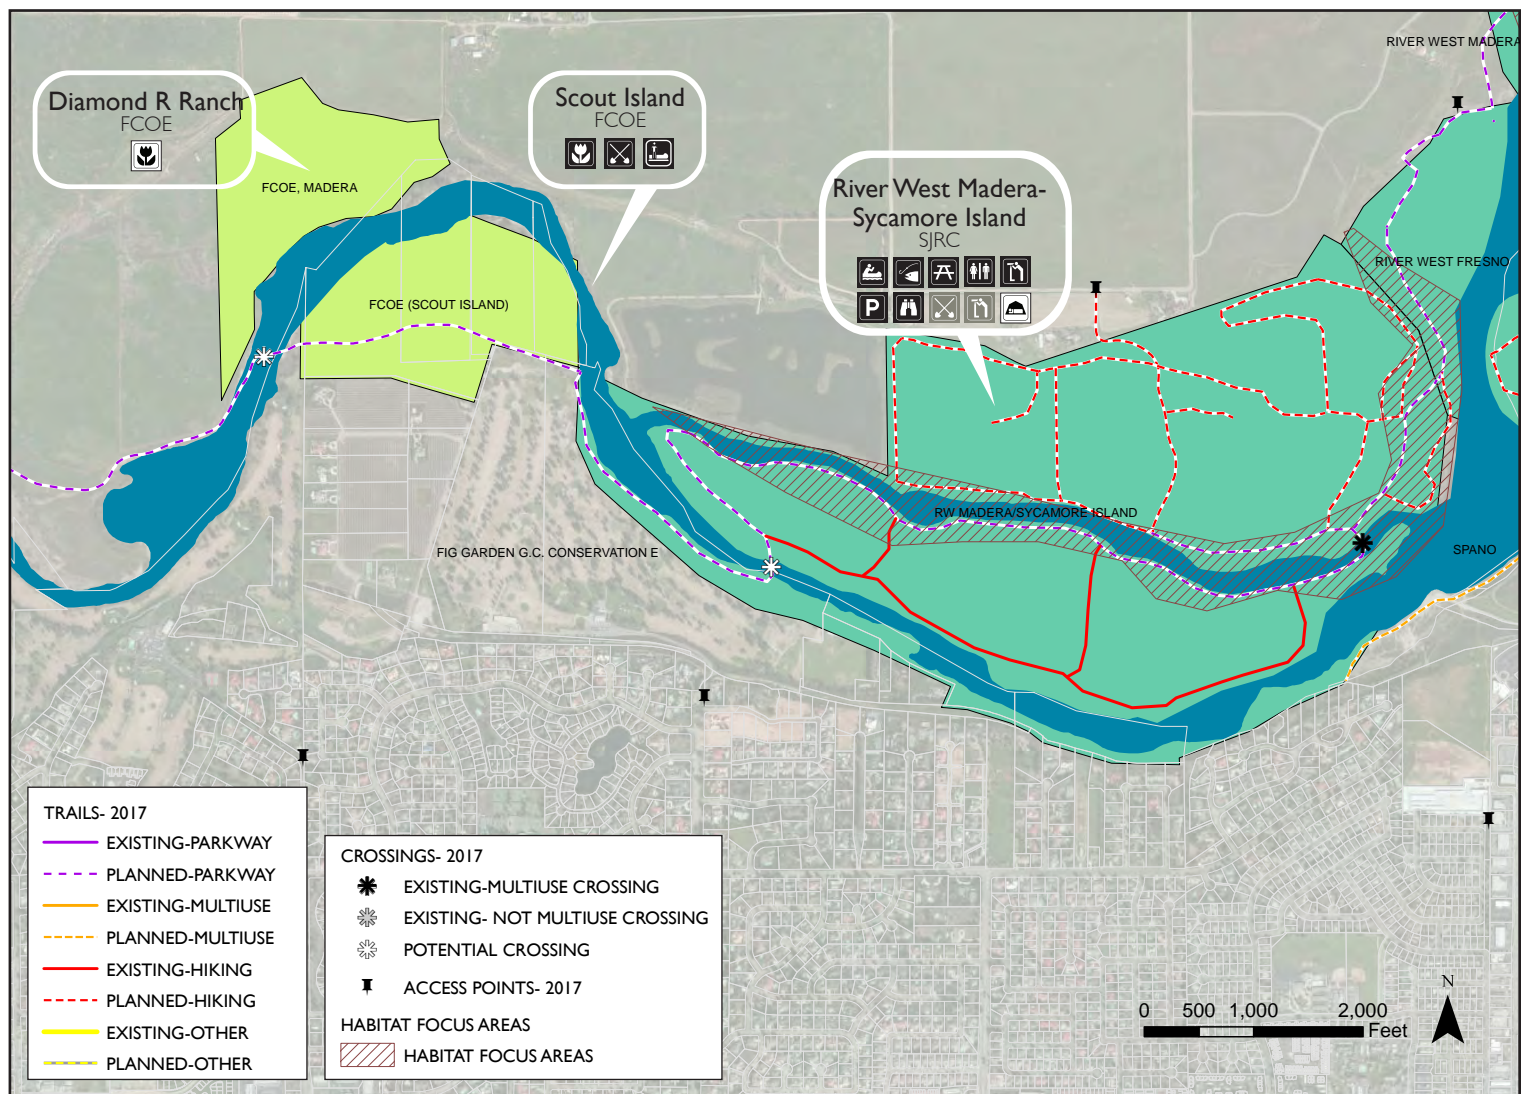 RIVER WEST MADERA
Diamond R Ranch
FCOE
Scout Island
FCOE
River West Madera-
Sycamore Island
SJRC
P
FCOE, MADERA
RIVER WEST FRESNO
FCOE (SCOUT ISLAND)
RW MADERA/SYCAMORE ISLAND
FIG GARDEN G.C. CONSERVATION E
SPANO
TRAILS- 2017
EXISTING-PARKWAY
PLANNED-PARKWAY
EXISTING-MULTIUSE
PLANNED-MULTIUSE
EXISTING-HIKING
PLANNED-HIKING
EXISTING-OTHER
PLANNED-OTHER
CROSSINGS- 2017
EXISTING-MULTIUSE CROSSING
EXISTING- NOT MULTIUSE CROSSING
POTENTIAL CROSSING
ACCESS POINTS- 2017
HABITAT FOCUS AREAS
HABITAT FOCUS AREAS
N
0 500 1,000 2,000
Feet